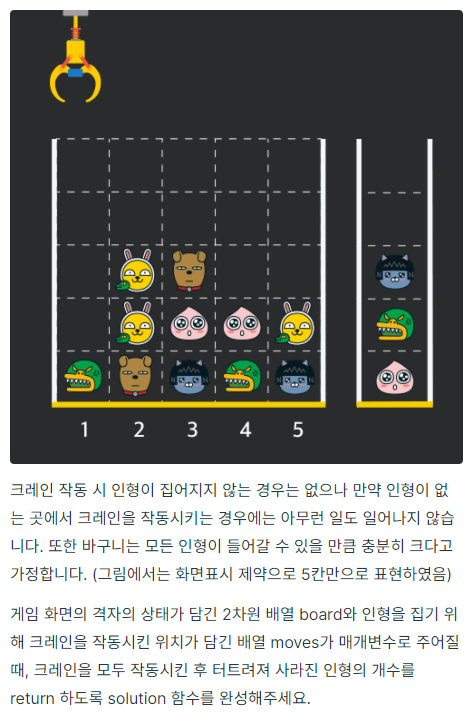 1 2 3 4 5
크레인 작동 시 인형이 집어지지 않는 경우는 없으나 만약 인형이 없
는 곳에서 크레인을 작동시키는 경우에는 아무런 일도 일어나지 않습
니다. 또한 바구니는 모든 인형이 들어갈 수 있을 만큼 충분히 크다고
가정합니다. (그림에서는 화면표시 제약으로 5칸만으로 표현하였음)
게임 화면의 격자의 상태가 담긴 2차원 배열 board와 인형을 집기 위
해 크레인을 작동시킨 위치가 담긴 배열 moves가 매개변수로 주어질
때, 크레인을 모두 작동시킨 후 터트려져 사라진 인형의 개수를
return 하도록 solution 함수를 완성해주세요.